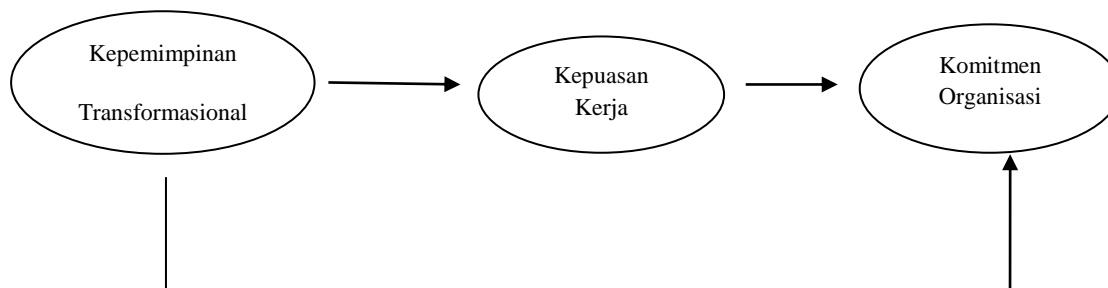 Kepemimpinan
Transformasional
Kepuasan
Kerja
Komitmen
Organisasi